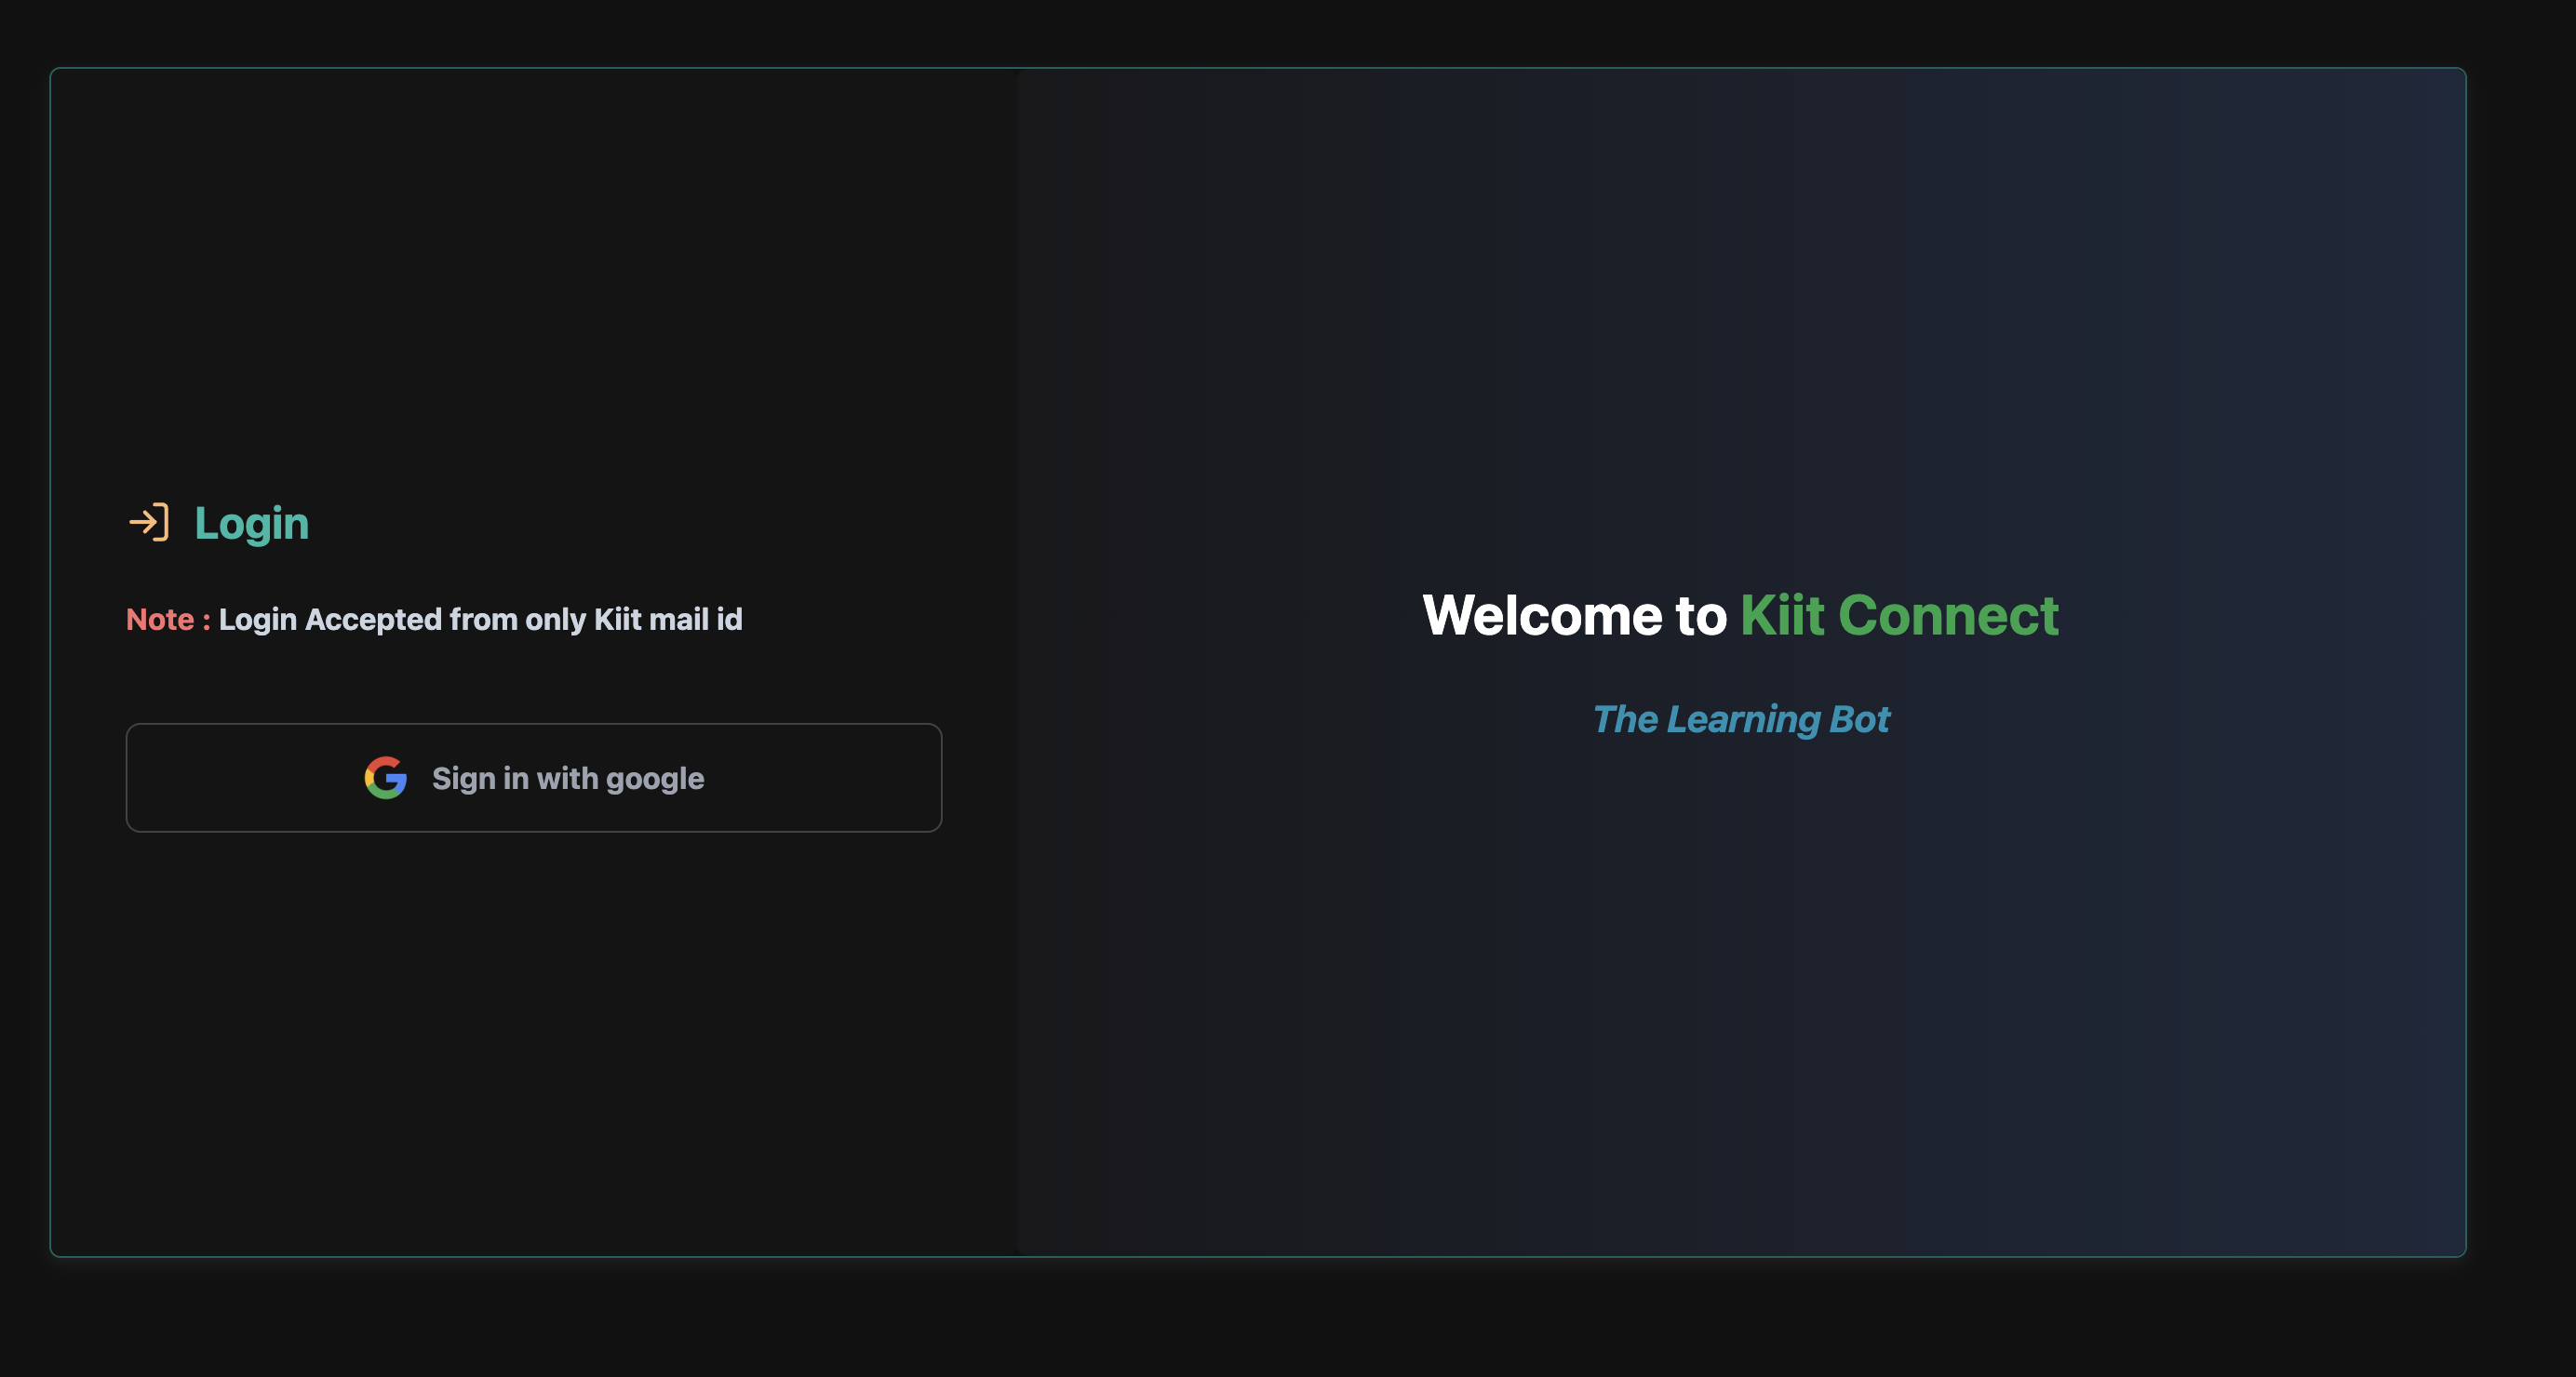 Login
Note : Login Accepted from only Kiit mail id
Sign in with google
Welcome to Kiit Connect
The Learning Bot